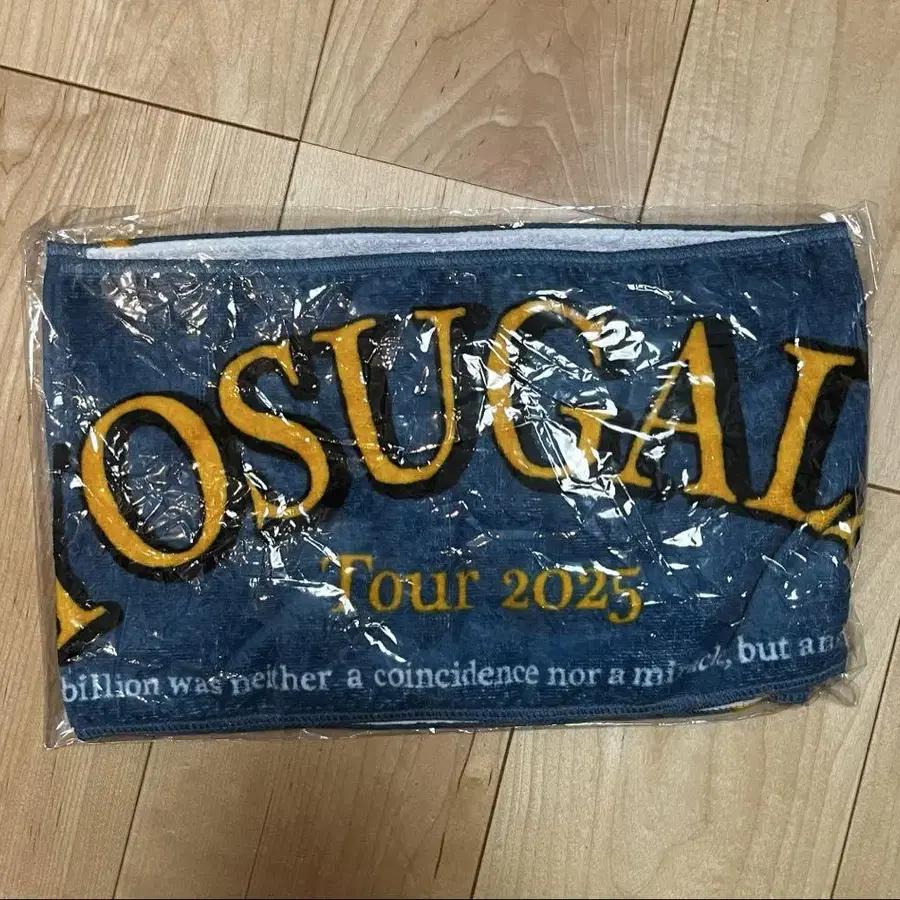 OSUGAL
Tour 2025
billion was neither a coincidence nor a miracle, but an